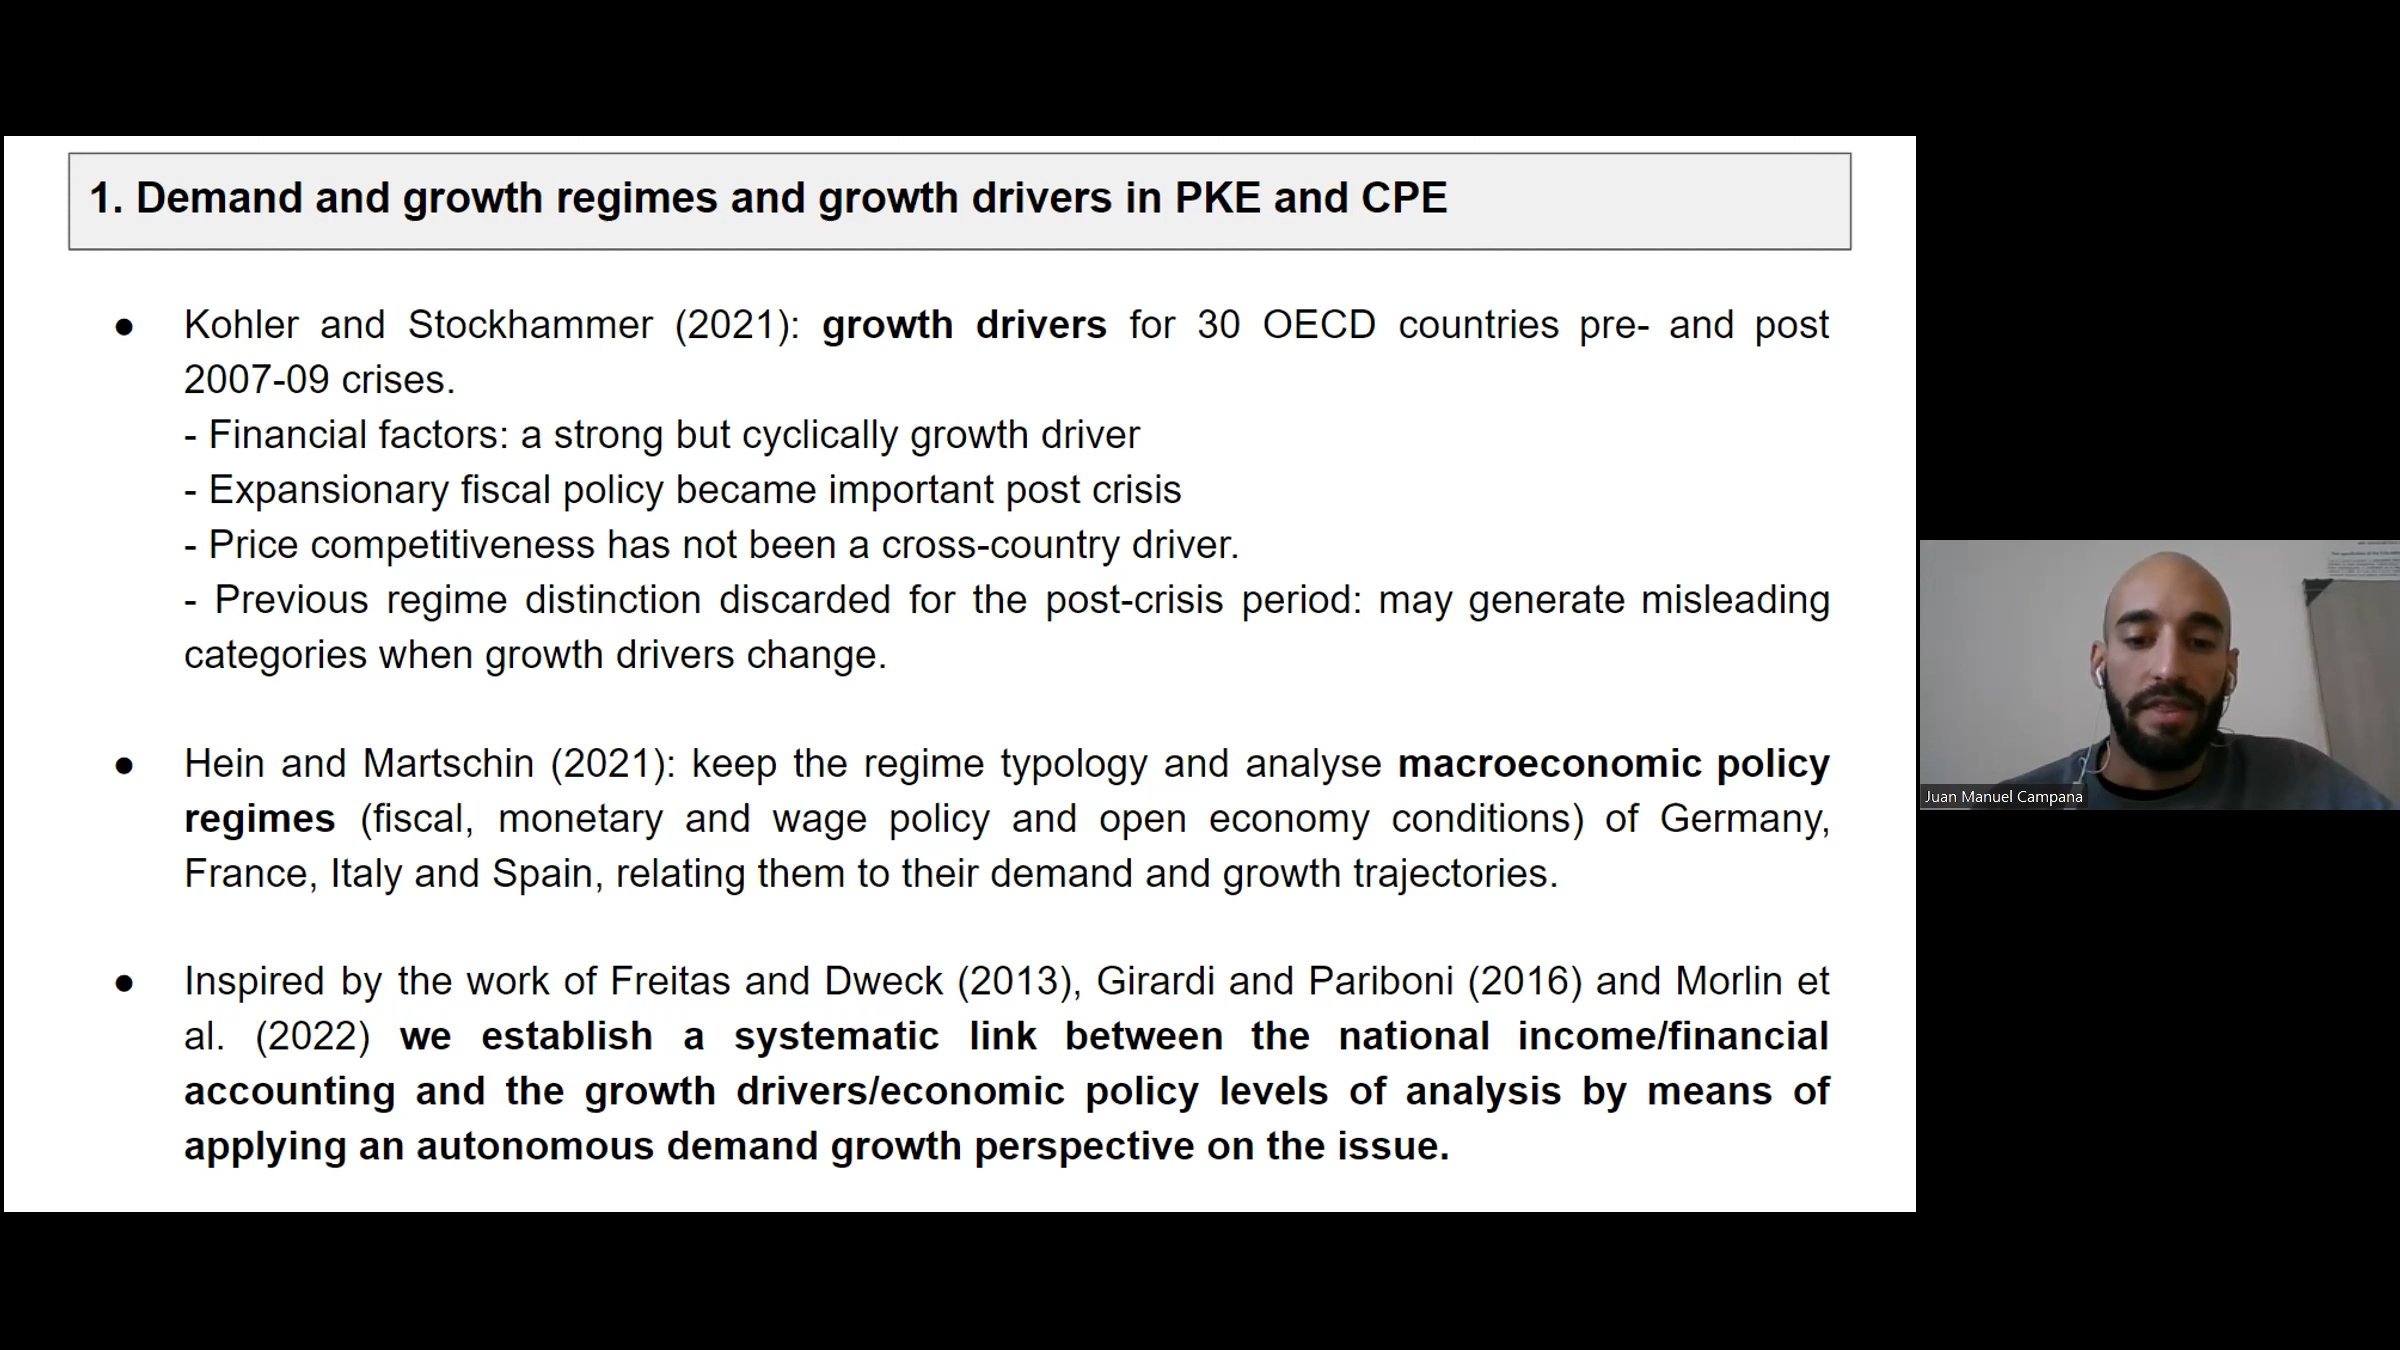 1. Demand and growth regimes and growth drivers in PKE and CPE
● Kohler and Stockhammer (2021): growth drivers for 30 OECD countries pre- and post
2007-09 crises.
- Financial factors: a strong but cyclically growth driver
- Expansionary fiscal policy became important post crisis
- Price competitiveness has not been a cross-country driver.
- Previous regime distinction discarded for the post-crisis period: may generate misleading
categories when growth drivers change.
● Hein and Martschin (2021): keep the regime typology and analyse macroeconomic policy
regimes (fiscal, monetary and wage policy and open economy conditions) of Germany,
France, Italy and Spain, relating them to their demand and growth trajectories.
● Inspired by the work of Freitas and Dweck (2013), Girardi and Pariboni (2016) and Morlin et
al. (2022) we establish a systematic link between the national income/financial
accounting and the growth drivers/economic policy levels of analysis by means of
applying an autonomous demand growth perspective on the issue.
Juan Manuel Campana